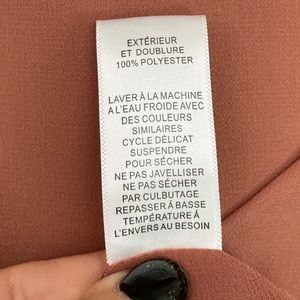 EXTÉRIEUR
ET DOUBLURE
100% POLYESTER
LAVER À LA MACHINE
A L'EAU FROIDE AVEC
DES COULEURS
SIMILAIRES
CYCLE DÉLICAT
SUSPENDRE
POUR SÉCHER
NE PAS JAVELLISER
NE PAS SÉCHER
PAR CULBUTAGE
REPASSER Á BASSE
TEMPÉRATURE Á
L'ENVERS AU BESOIN